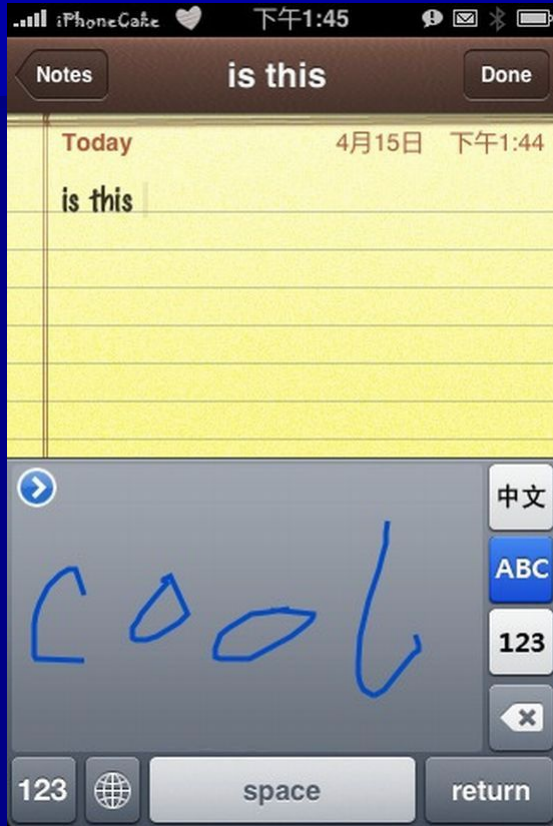 iPhoneCake 下午1:45
Notes is this Done
Today 4月15日 下午1:44
is this
中文
cool ABC
123
123 space return